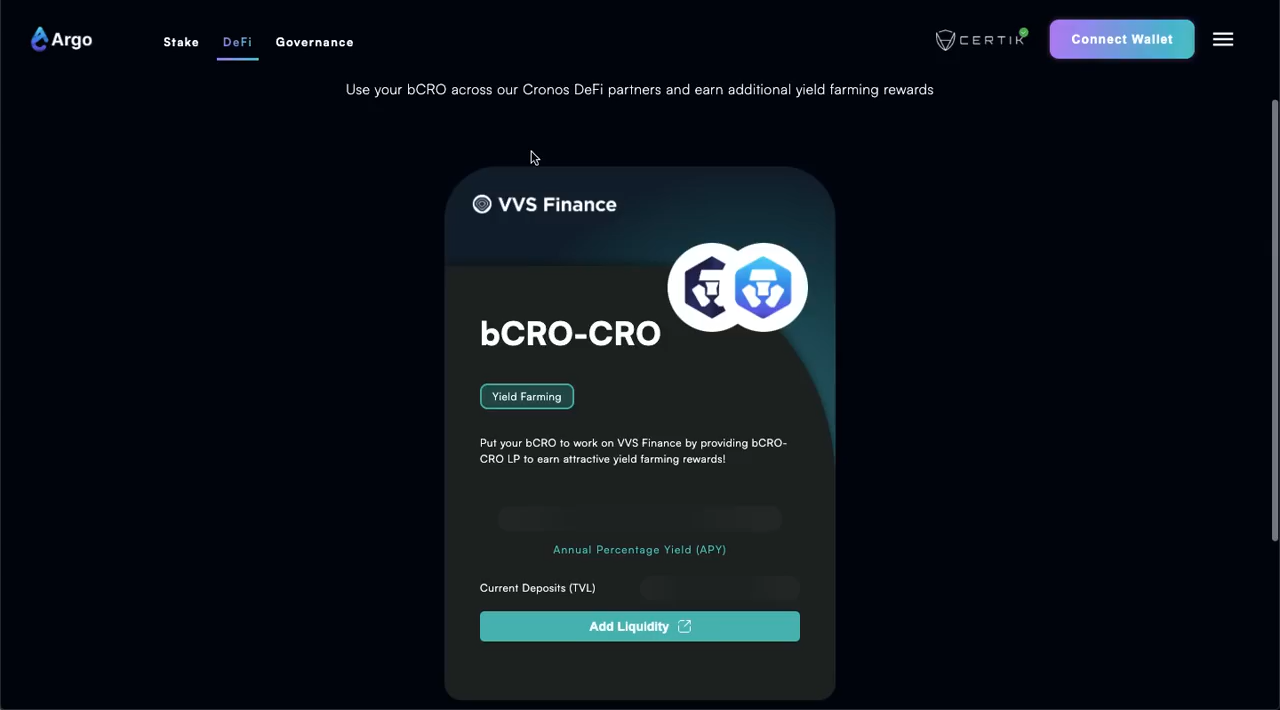 Argo
Stake DeFi Governance
CERTIK
Connect Wallet
Use your bCRO across our Cronos DeFi partners and earn additional yield farming rewards
VVS Finance
bCRO-CRO
Yield Farming
Put your bCRO to work on VVS Finance by providing bCRO-
CRO LP to earn attractive yield farming rewards!
Annual Percentage Yield (APY)
Current Deposits (TVL)
Add Liquidity